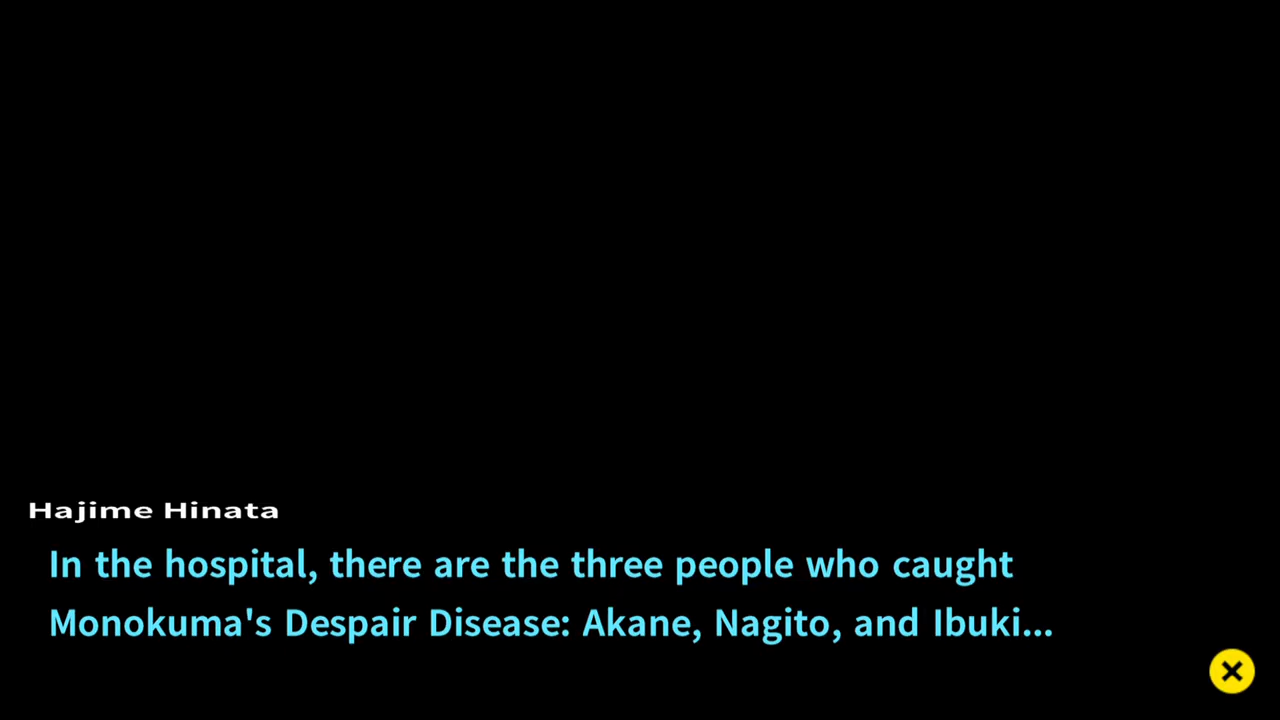 Hajime Hinata
In the hospital, there are the three people who caught
Monokuma's Despair Disease: Akane, Nagito, and Ibuki...